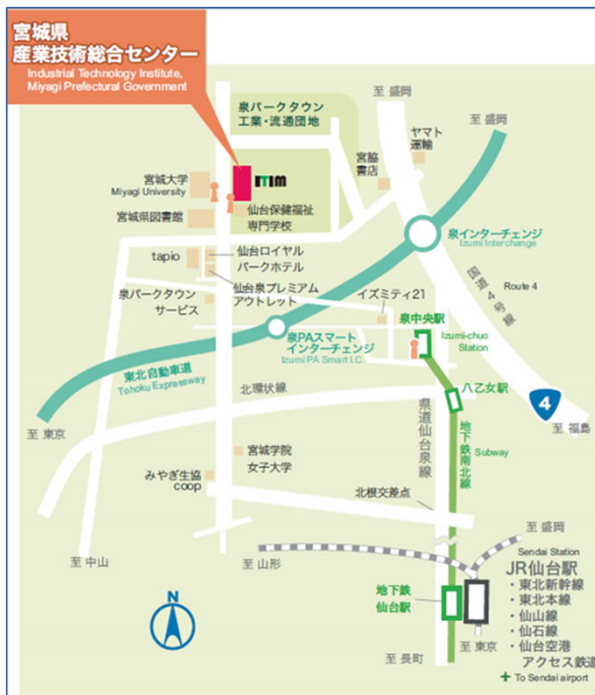 宮城県
産業技術総合センター
Industrial Technology Institute,
Miyagi Prefectural Government
至 盛岡
泉パークタウン
工業・流通団地
至 盛岡
ヤマト
運輸
宮脇
書店
宮城大学
Miyagi University
ITIM
宮城県図書館
仙台保健福祉
専門学校
泉インターチェンジ
Izumi Interchange
tapio
仙台ロイヤル
パークホテル
仙台泉プレミアム
アウトレット
泉パークタウン
サービス
イズミティ21
国道4号線
Route 4
泉中央駅
Izumi-chuo
Station
泉PAスマート
インターチェンジ
Izumi PA Smart I.C.
東北自動車道
Tohoku Expressway
北環状線
八乙女駅
4
至 東京
県道仙台泉線
地下鉄南北線
Subway
至 福島
宮城学院
女子大学
みやぎ生協
coop
北根交差点
至 盛岡
至 中山
至 山形
Sendai Station
JR仙台駅
・東北新幹線
・東北本線
・仙山線
・仙石線
・仙台空港
アクセス鉄道
地下鉄
仙台駅
N
至 東京
至 長町
To Sendai airport